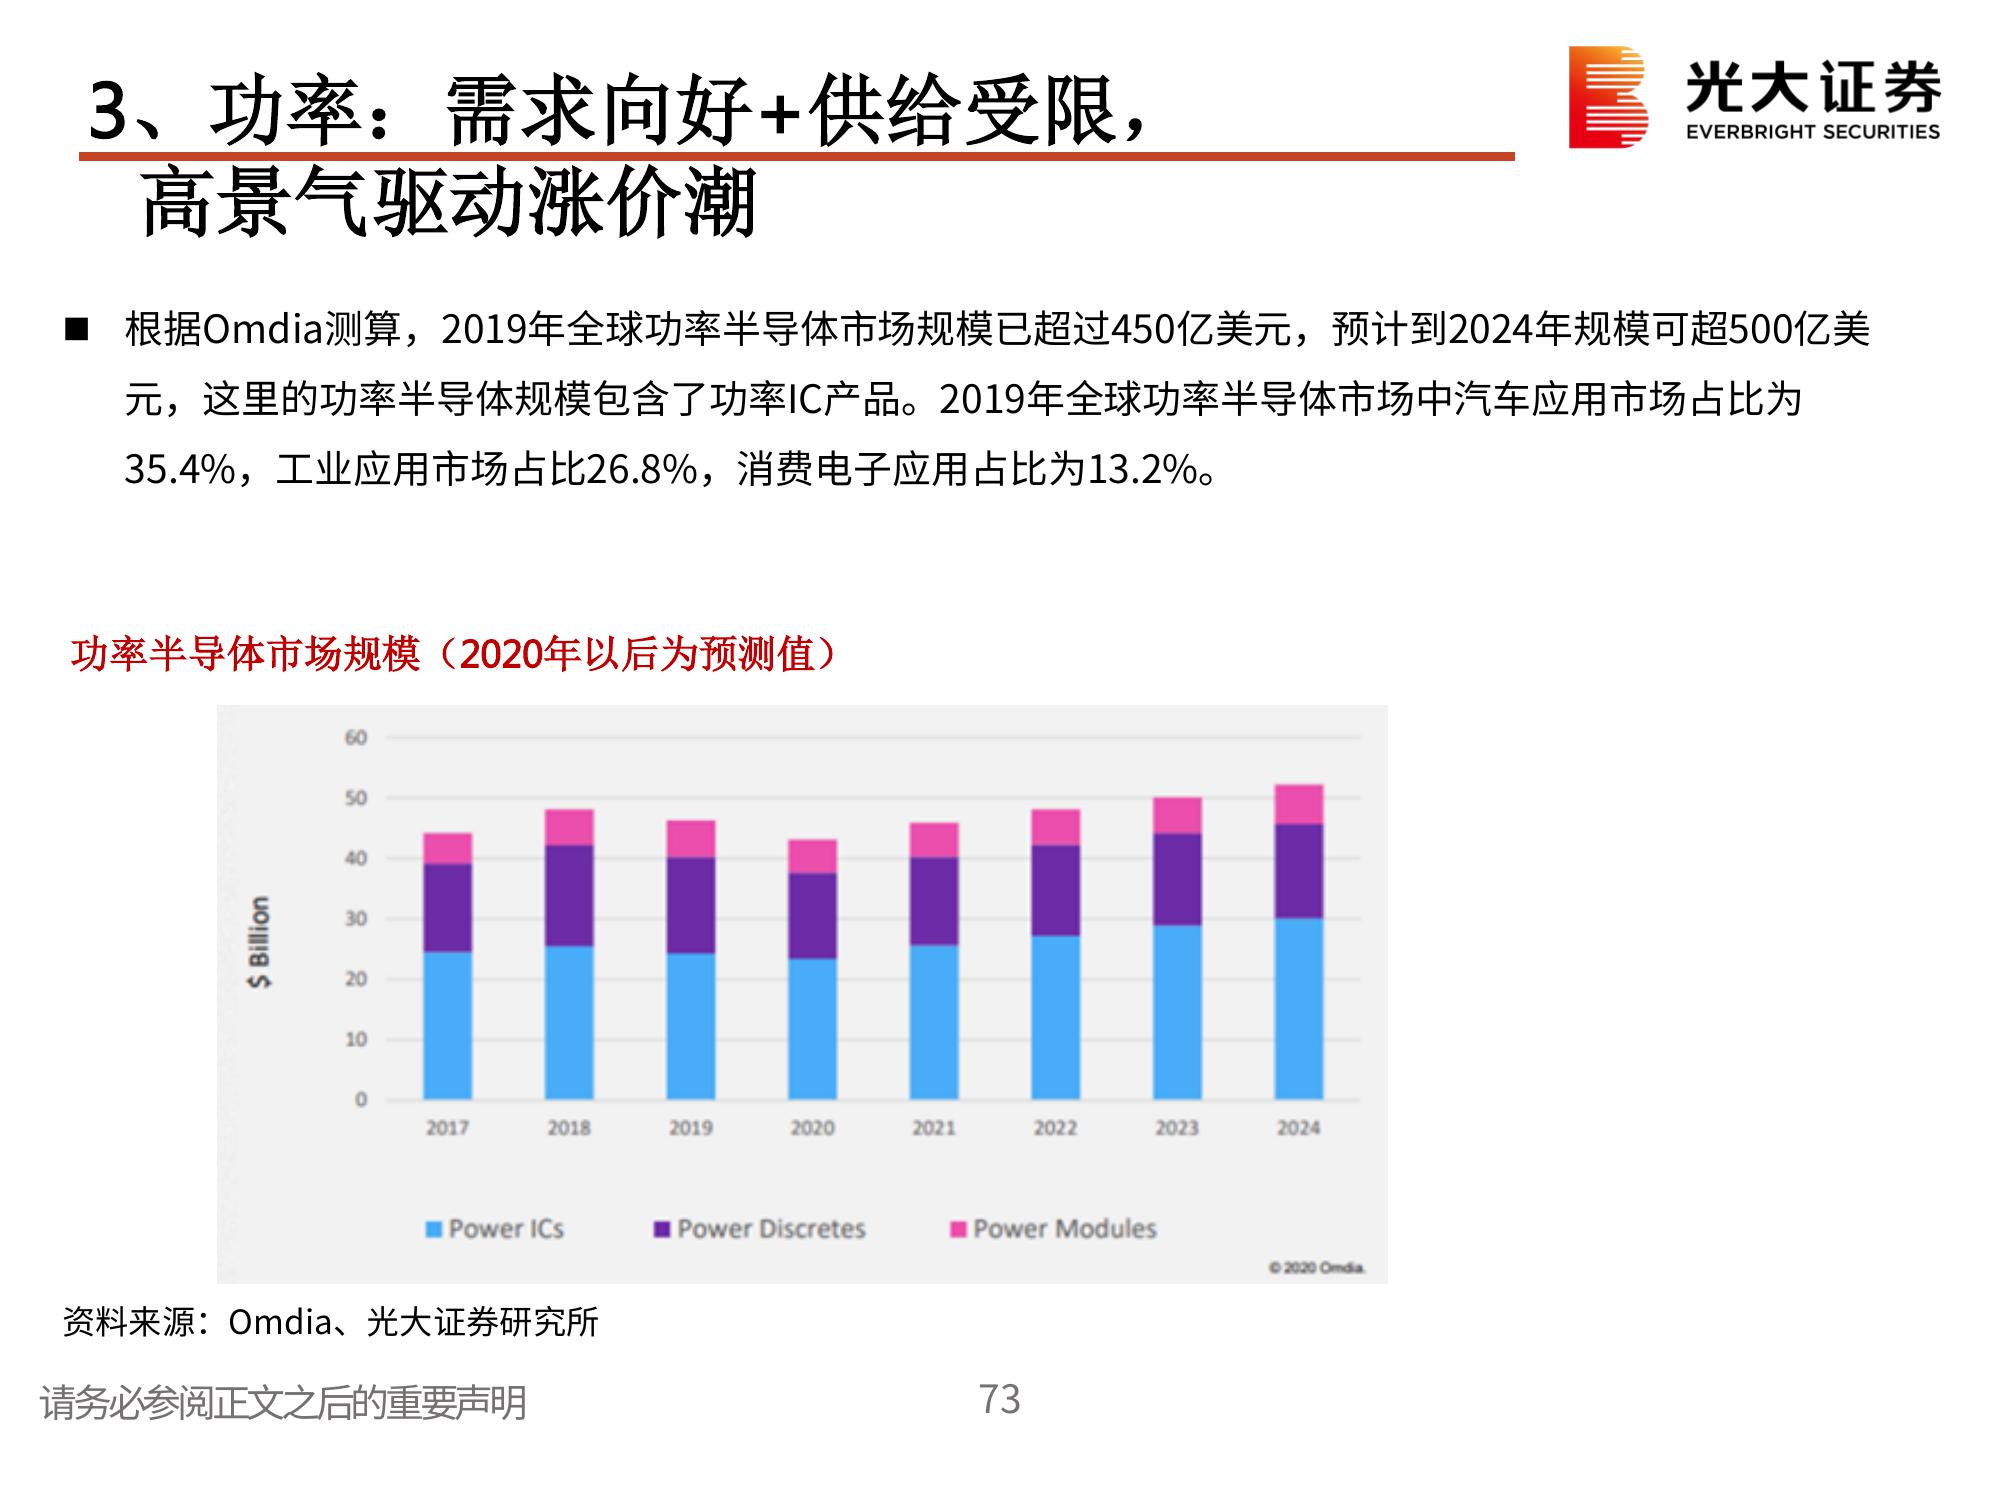 3、功率：需求向好+供给受限，
高景气驱动涨价潮
光大证券
EVERBRIGHT SECURITIES
■ 根据Omdia测算，2019年全球功率半导体市场规模已超过450亿美元，预计到2024年规模可超500亿美
元，这里的功率半导体规模包含了功率IC产品。2019年全球功率半导体市场中汽车应用市场占比为
35.4%，工业应用市场占比26.8%，消费电子应用占比为13.2%。
功率半导体市场规模（2020年以后为预测值）
$ Billion
60
50
40
30
20
10
0
2017 2018 2019 2020 2021 2022 2023 2024
Power ICs Power Discretes Power Modules
© 2020 Omdia.
资料来源：Omdia、光大证券研究所
请务必参阅正文之后的重要声明
73